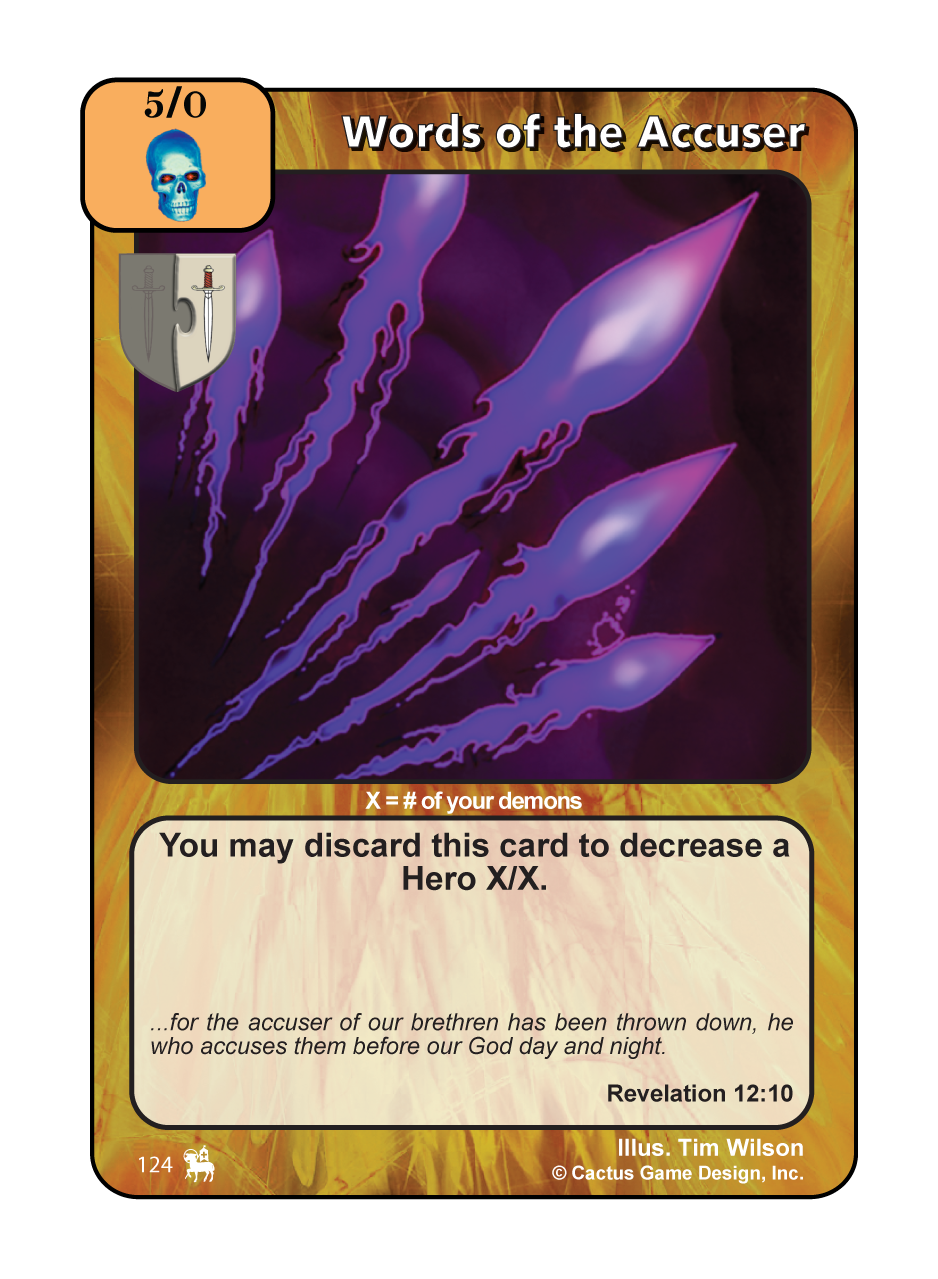 5/0
Words of the Accuser
X = # of your demons
You may discard this card to decrease a
Hero X/X.
...for the accuser of our brethren has been thrown down, he
who accuses them before our God day and night.
Revelation 12:10
Illus. Tim Wilson
124
© Cactus Game Design, Inc.